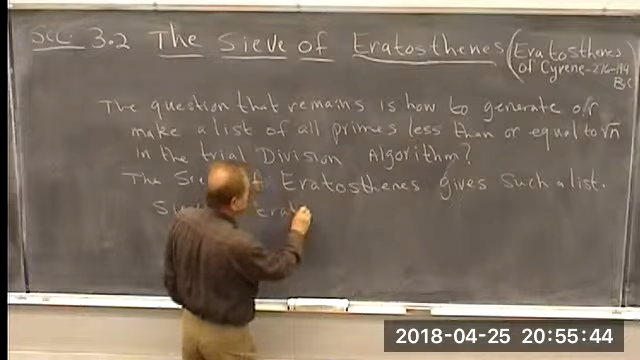 Sec 3.2 The Sieve of Eratosthenes (Eratosthenes
of Cyrene-276-194
BC
The question that remains is how to generate or
make a list of all primes less than or equal to √n
in the trial Division Algorithm?
The Eratosthenes gives such a list.
2018-04-25 20:55:44